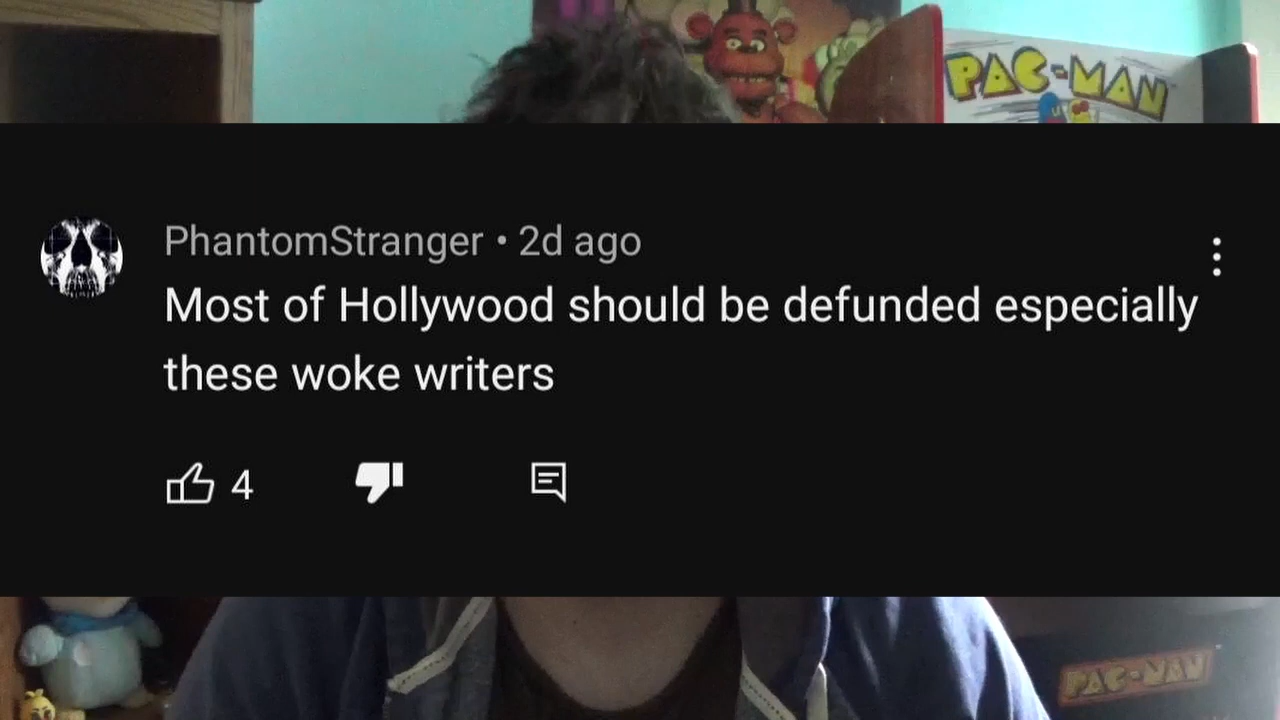 PAC-MAN
PhantomStranger • 2d ago
Most of Hollywood should be defunded especially
these woke writers
4
PAC-MAN